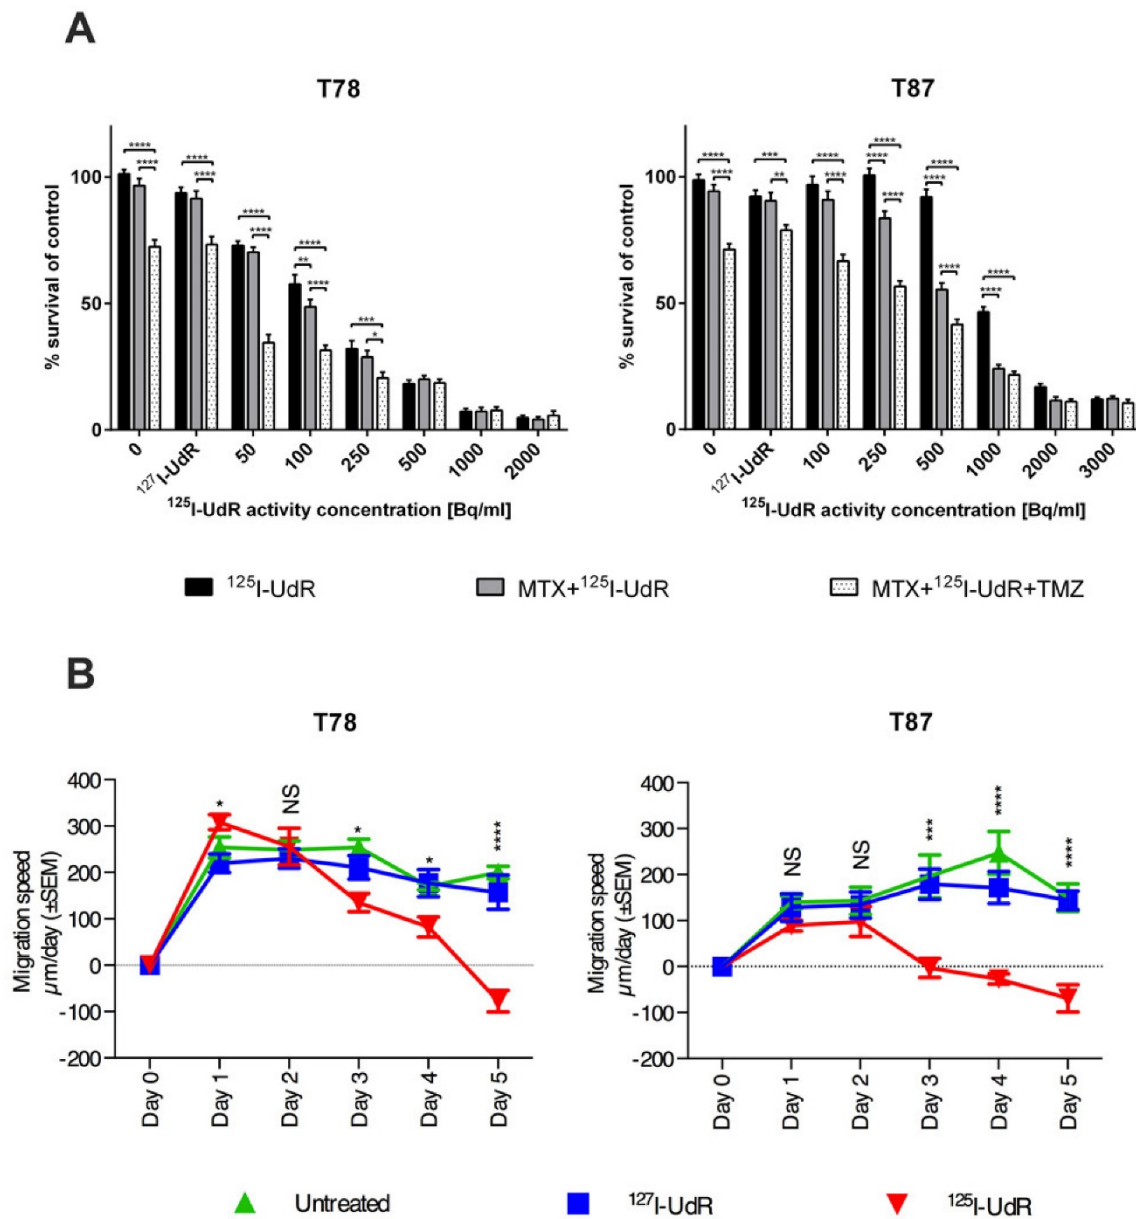 A
T78
T87
% survival of control
100
50
0
**** **** **** **** **** **** **** ** **** *** *
0 ¹²⁷I-UdR 50 100 250 500 1000 2000
¹²⁵I-UdR activity concentration [Bq/ml]
% survival of control
100
50
0
**** **** *** ** **** **** **** **** **** **** **** **** **** ****
0 ¹²⁷I-UdR 100 250 500 1000 2000 3000
¹²⁵I-UdR activity concentration [Bq/ml]
¹²⁵I-UdR
MTX+¹²⁵I-UdR
MTX+¹²⁵I-UdR+TMZ
B
T78
T87
Migration speed
µm/day (±SEM)
400
300
200
100
0
-100
-200
* NS * * ****
Day 0 Day 1 Day 2 Day 3 Day 4 Day 5
Migration speed
µm/day (±SEM)
400
300
200
100
0
-100
-200
NS NS *** **** ****
Day 0 Day 1 Day 2 Day 3 Day 4 Day 5
Untreated
¹²⁷I-UdR
¹²⁵I-UdR